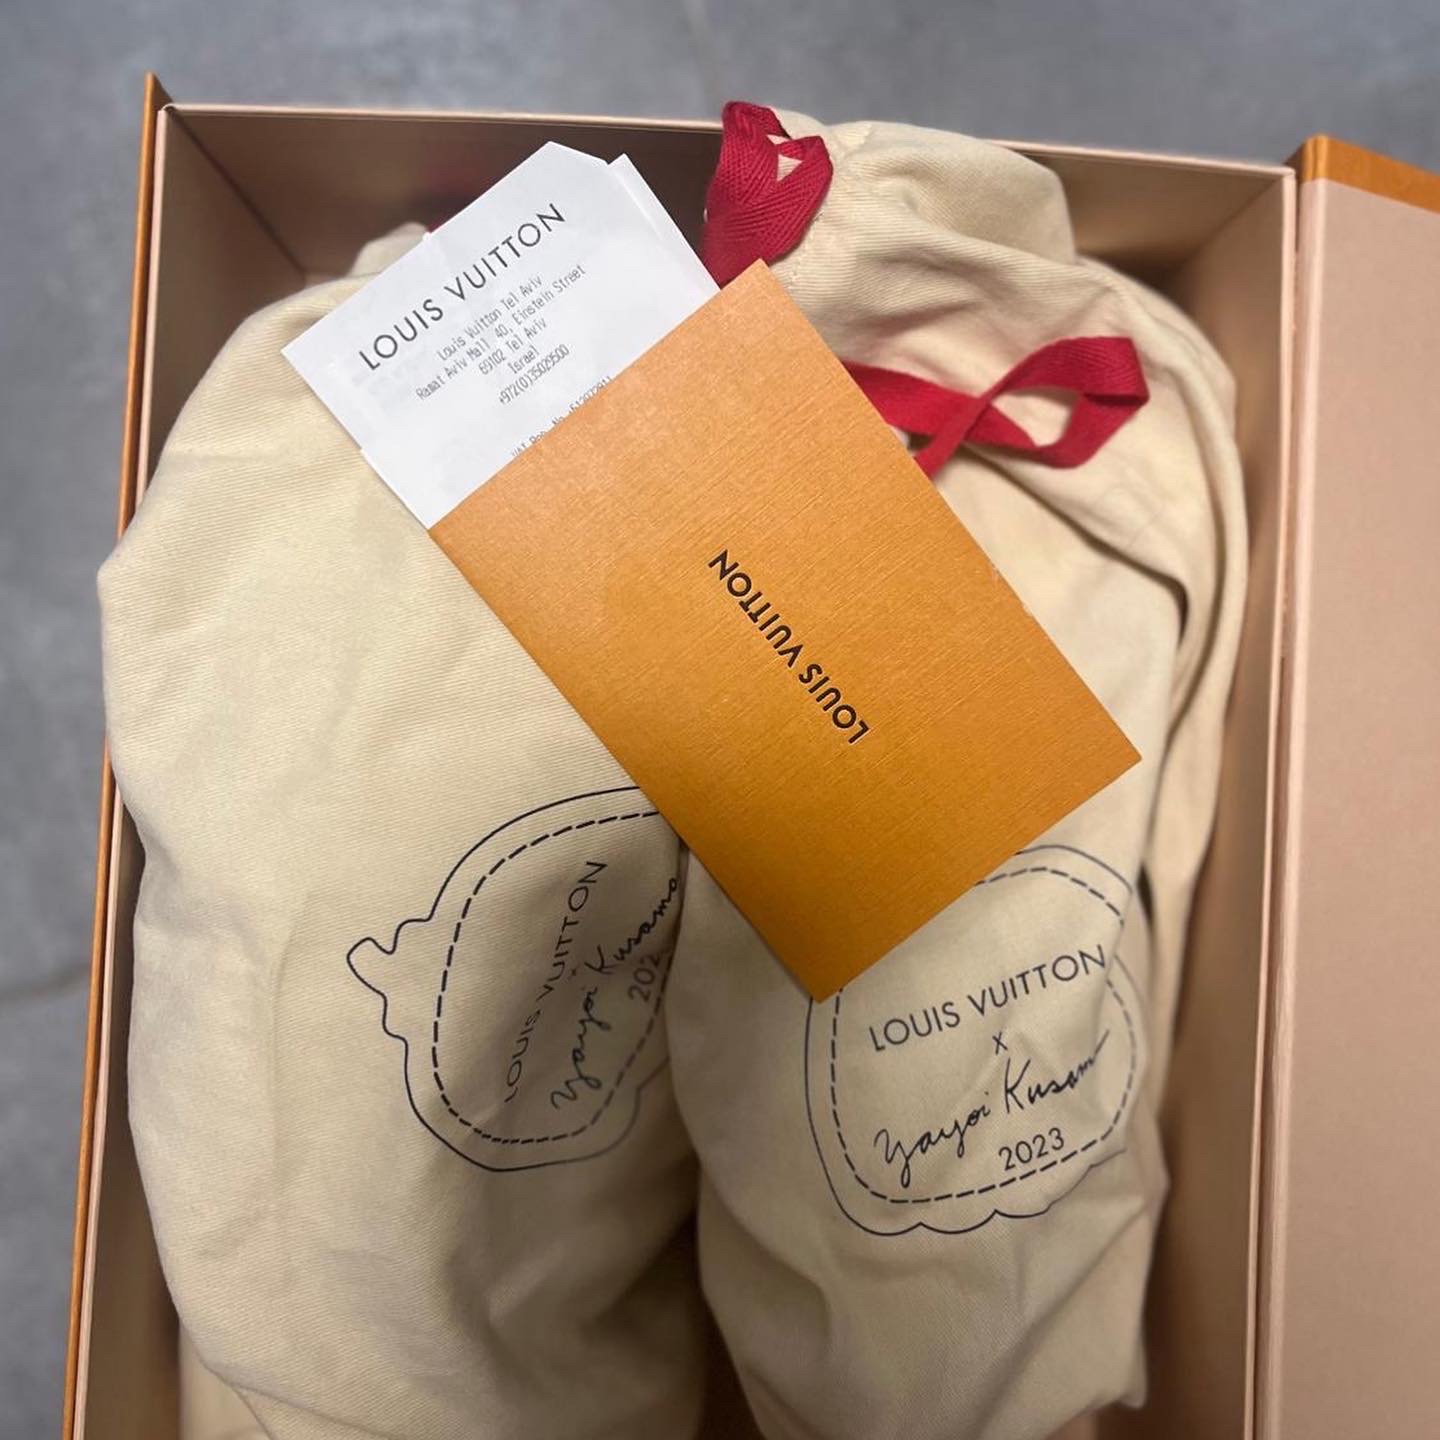 LOUIS VUITTON
Louis Vuitton Tel Aviv
Ramat Aviv Mall 40, Einstein Street
69102 Tel Aviv
Israel
+972(0)35029500
LOUIS VUITTON
LOUIS VUITTON
x
Yayoi Kusama
202
LOUIS VUITTON
x
Yayoi Kusama
2023